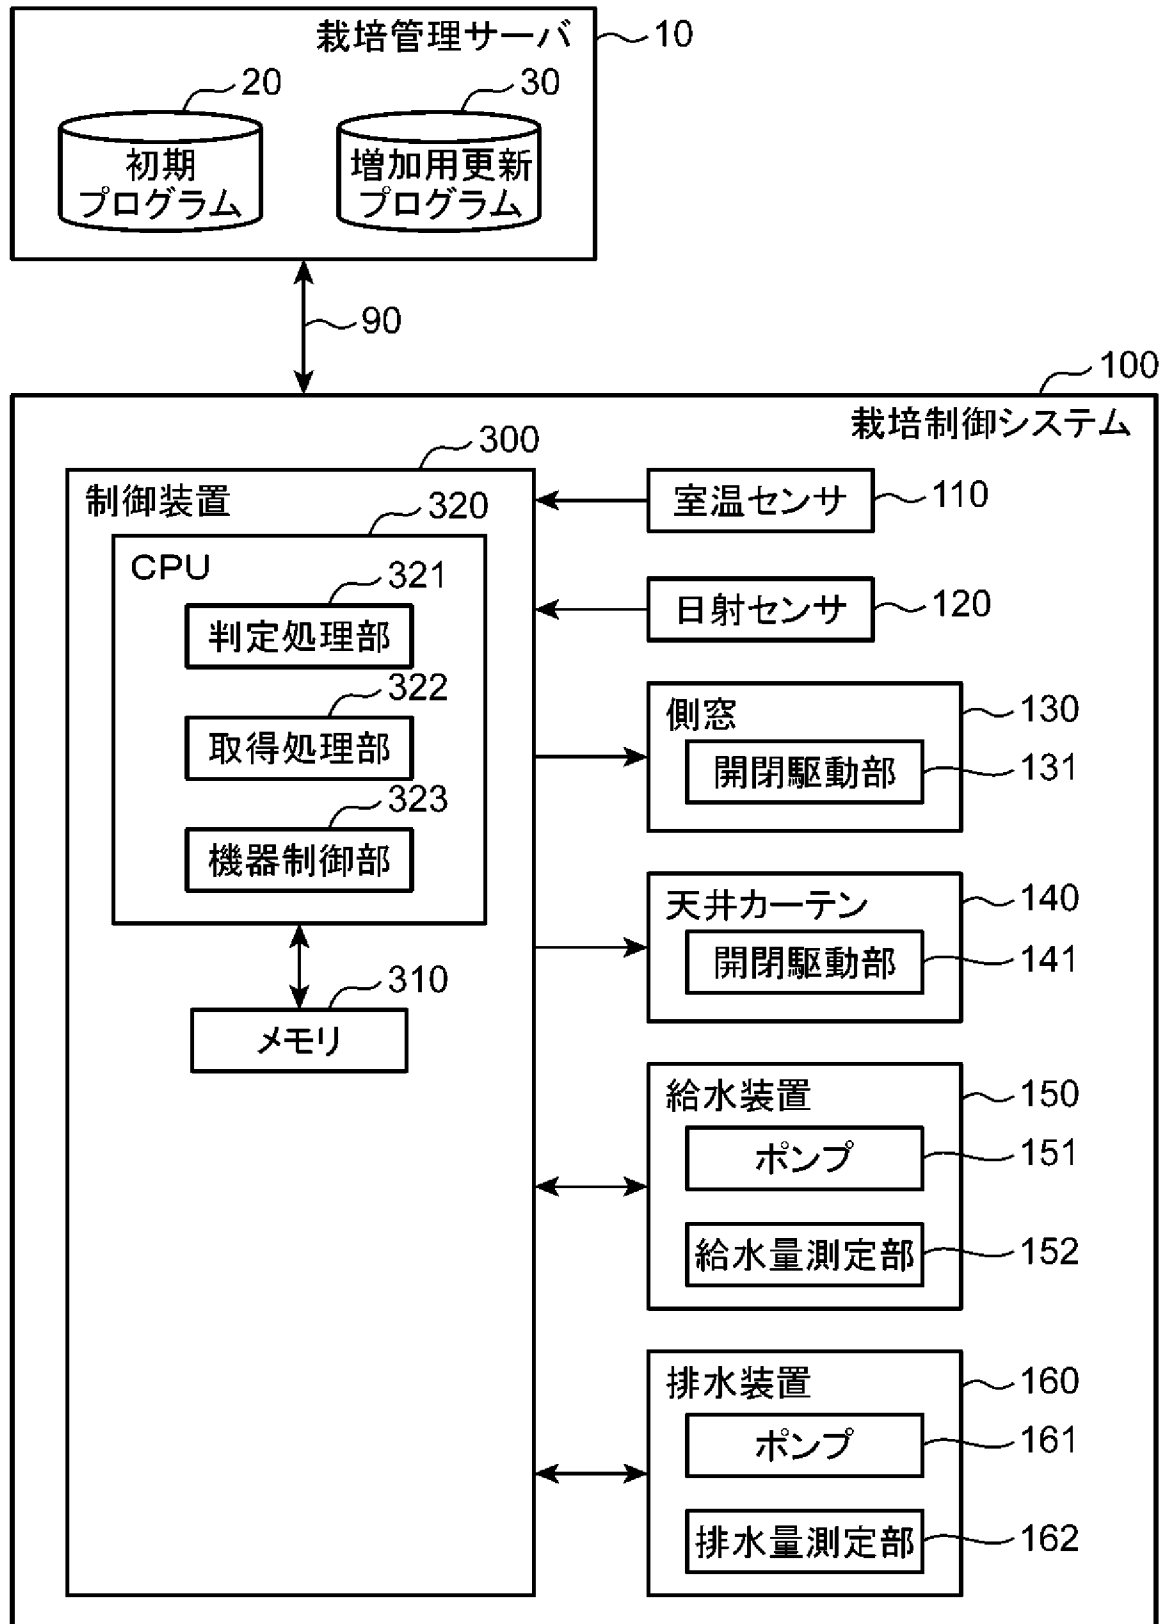 栽培管理サーバ
10
20
初期
プログラム
30
増加用更新
プログラム
90
100
栽培制御システム
300
制御装置
320
CPU
321
判定処理部
322
取得処理部
323
機器制御部
310
メモリ
室温センサ
110
日射センサ
120
側窓
130
開閉駆動部
131
天井カーテン
140
開閉駆動部
141
給水装置
150
ポンプ
151
給水量測定部
152
排水装置
160
ポンプ
161
排水量測定部
162